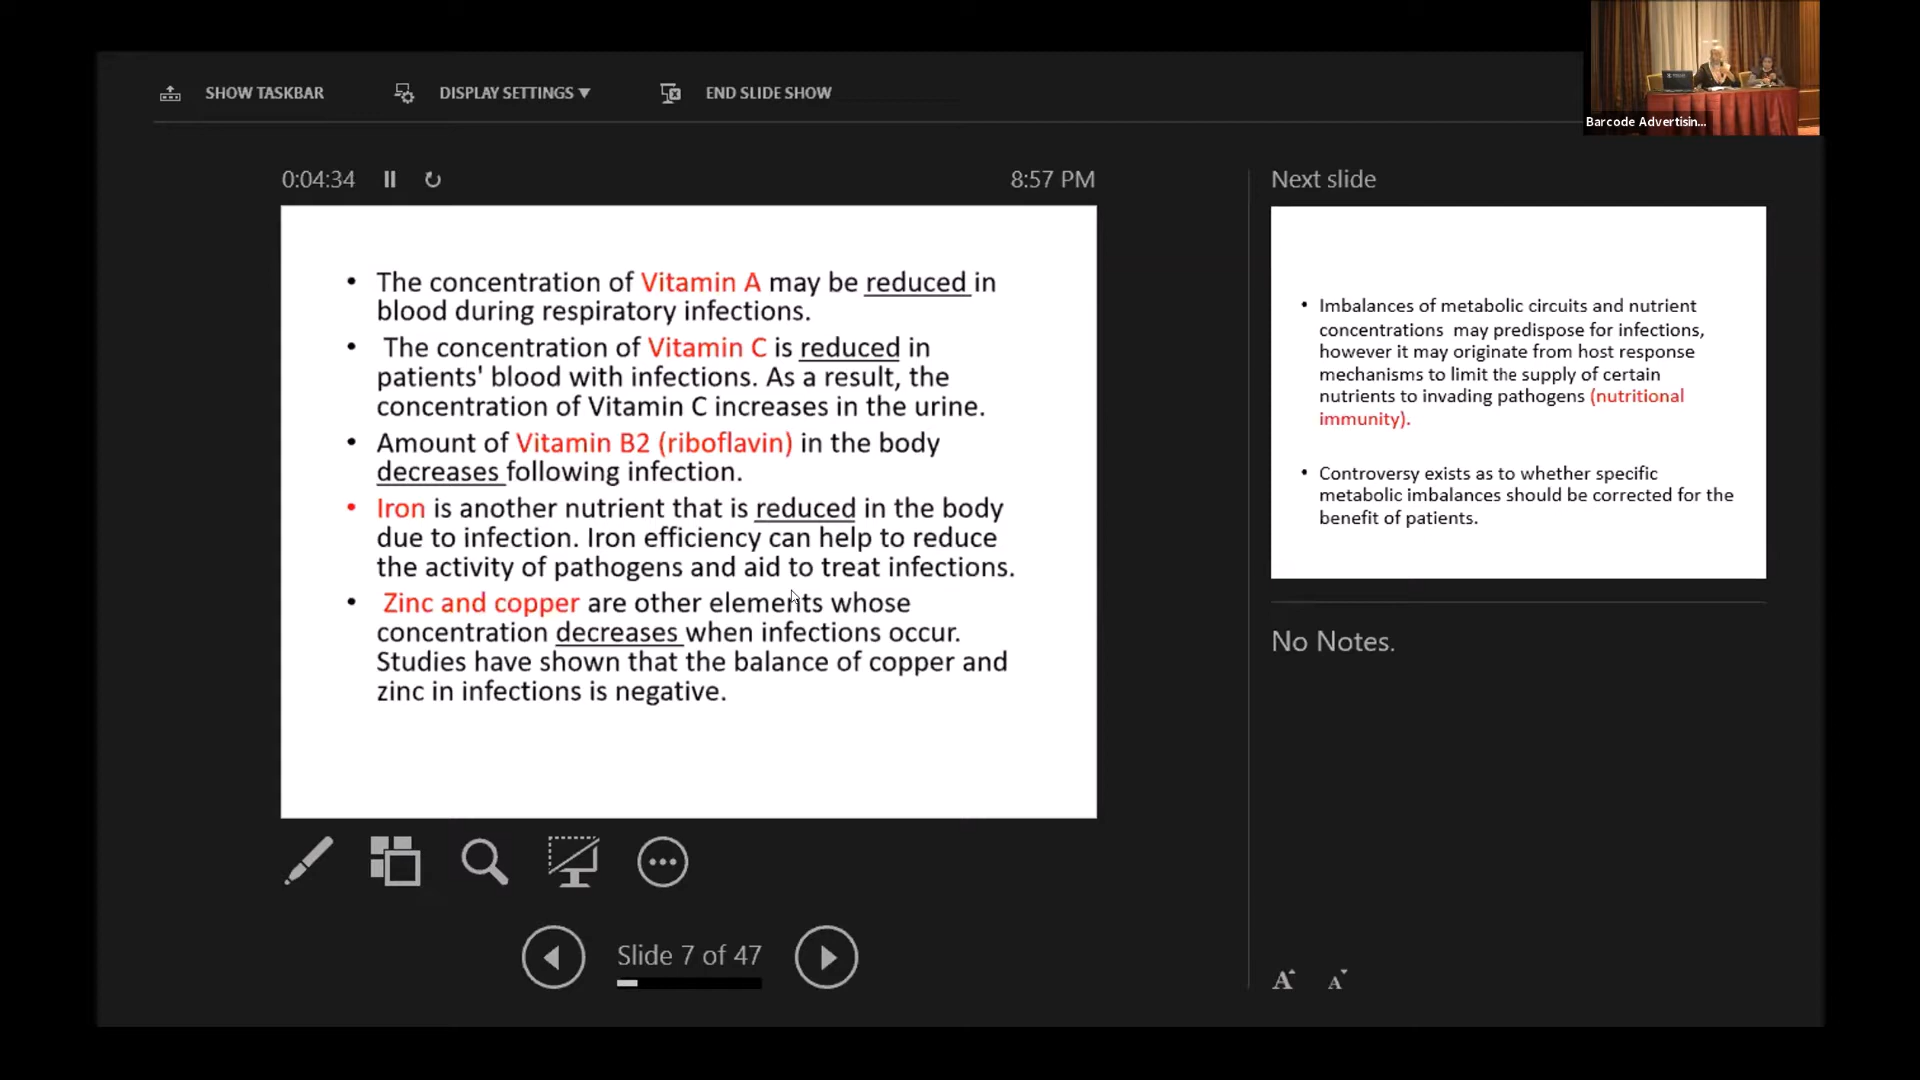 SHOW TASKBAR
DISPLAY SETTINGS ▼
END SLIDE SHOW
Barcode Advertisin...
0:04:34
8:57 PM
• The concentration of Vitamin A may be reduced in
blood during respiratory infections.
• The concentration of Vitamin C is reduced in
patients' blood with infections. As a result, the
concentration of Vitamin C increases in the urine.
• Amount of Vitamin B2 (riboflavin) in the body
decreases following infection.
• Iron is another nutrient that is reduced in the body
due to infection. Iron efficiency can help to reduce
the activity of pathogens and aid to treat infections.
• Zinc and copper are other elements whose
concentration decreases when infections occur.
Studies have shown that the balance of copper and
zinc in infections is negative.
Slide 7 of 47
Next slide
• Imbalances of metabolic circuits and nutrient
concentrations may predispose for infections,
however it may originate from host response
mechanisms to limit the supply of certain
nutrients to invading pathogens (nutritional
immunity).
• Controversy exists as to whether specific
metabolic imbalances should be corrected for the
benefit of patients.
No Notes.
A A